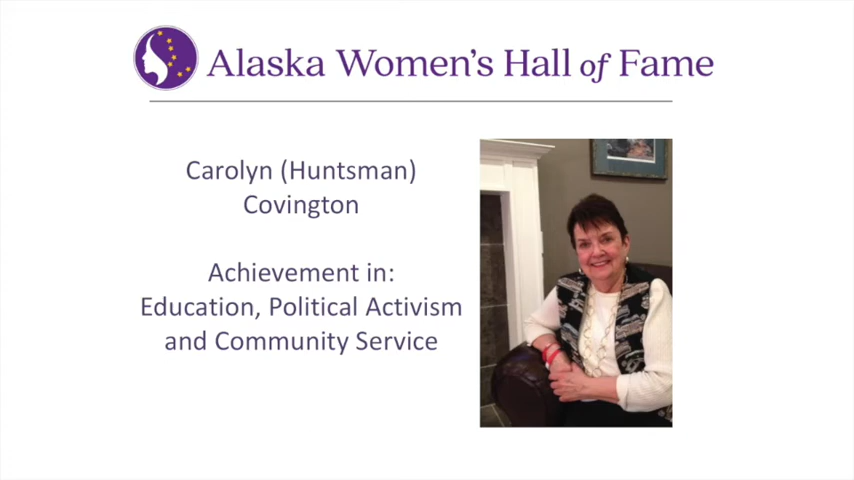 Alaska Women's Hall of Fame
Carolyn (Huntsman)
Covington
Achievement in:
Education, Political Activism
and Community Service